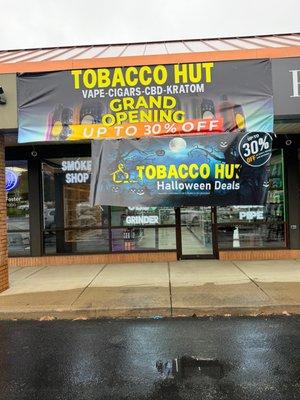 TOBACCO HUT
VAPE-CIGARS-CBD-KRATOM
GRAND
OPENING
UP TO 30% OFF
TOBACCO HUT
Halloween Deals
30%
SMOKE
SHOP
GRINDER
PIPE